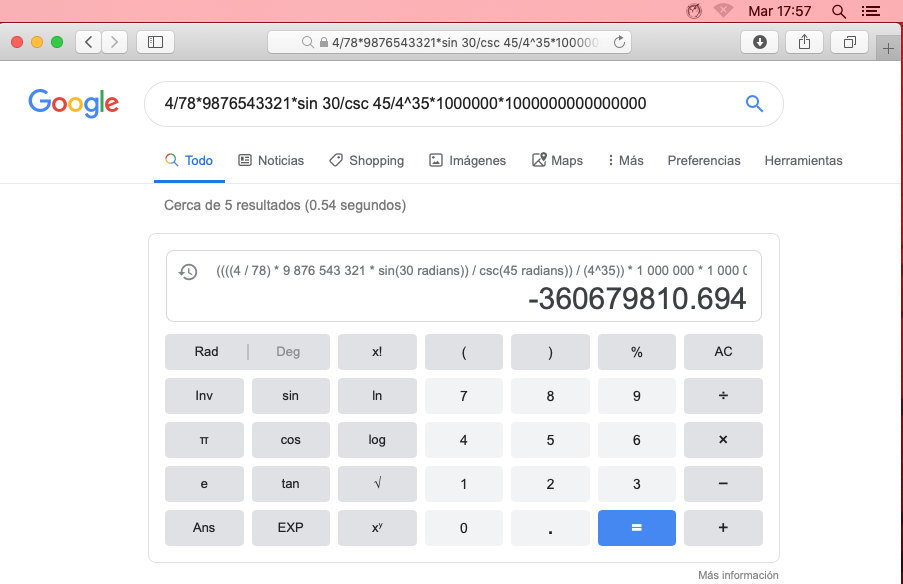 Mar 17:57
4/78*9876543321*sin 30/csc 45/4^35*100000
+
Google
4/78*9876543321*sin 30/csc 45/4^35*1000000*1000000000000000
Todo Noticias Shopping Imágenes Maps Más Preferencias Herramientas
Cerca de 5 resultados (0.54 segundos)
((((4 / 78) * 9 876 543 321 * sin(30 radians)) / csc(45 radians)) / (4^35)) * 1 000 000 * 1 000
-360679810.694
Rad | Deg x! ( ) % AC
Inv sin ln 7 8 9 ÷
π cos log 4 5 6 ×
e tan √ 1 2 3 −
Ans EXP xʸ 0 . = +
Más información